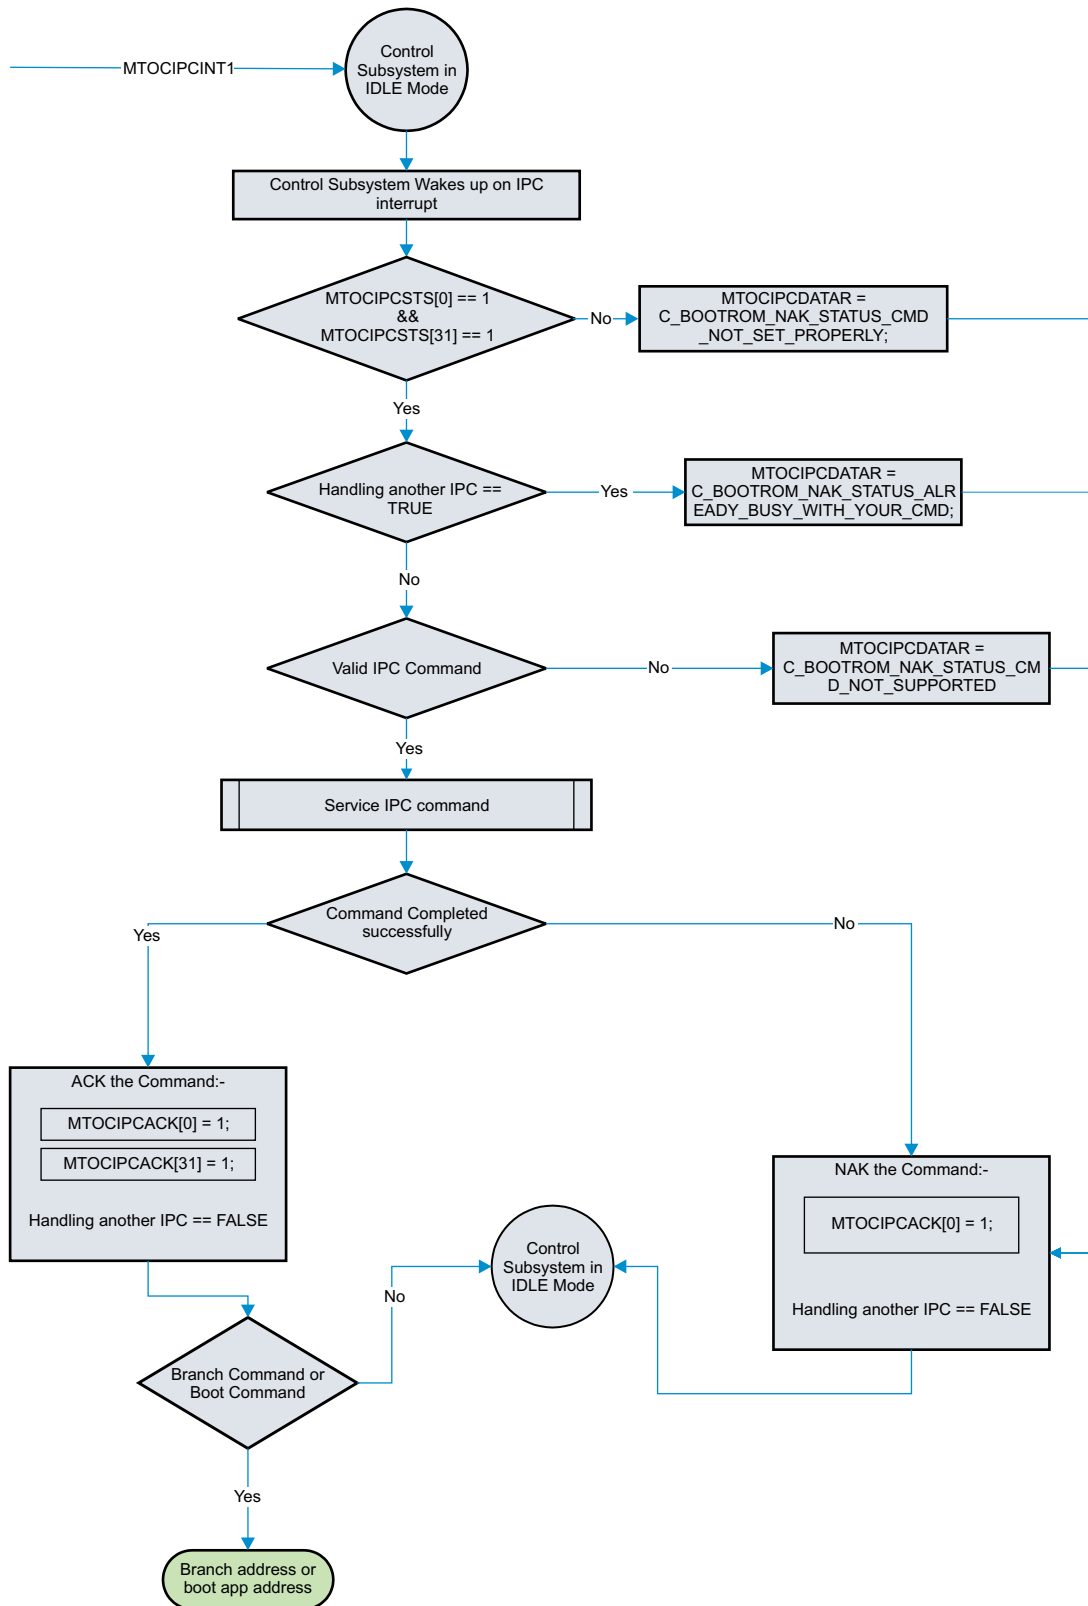 MTOCIPCINT1
Control
Subsystem in
IDLE Mode
Control Subsystem Wakes up on IPC
interrupt
MTOCIPCSTS[0] == 1
&&
MTOCIPCSTS[31] == 1
No
MTOCIPCDATAR =
C_BOOTROM_NAK_STATUS_CMD
_NOT_SET_PROPERLY;
Yes
Handling another IPC ==
TRUE
Yes
MTOCIPCDATAR =
C_BOOTROM_NAK_STATUS_ALR
EADY_BUSY_WITH_YOUR_CMD;
No
Valid IPC Command
No
MTOCIPCDATAR =
C_BOOTROM_NAK_STATUS_CM
D_NOT_SUPPORTED
Yes
Service IPC command
Command Completed
successfully
Yes
No
ACK the Command:-
MTOCIPCACK[0] = 1;
MTOCIPCACK[31] = 1;
Handling another IPC == FALSE
NAK the Command:-
MTOCIPCACK[0] = 1;
Handling another IPC == FALSE
Control
Subsystem in
IDLE Mode
No
Branch Command or
Boot Command
Yes
Branch address or
boot app address